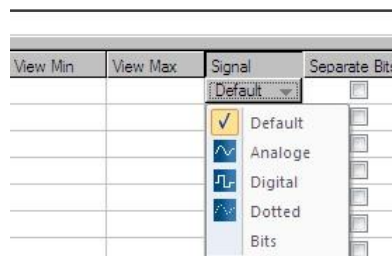 View Min View Max Signal Separate Bits
Default
Default
Analoge
Digital
Dotted
Bits